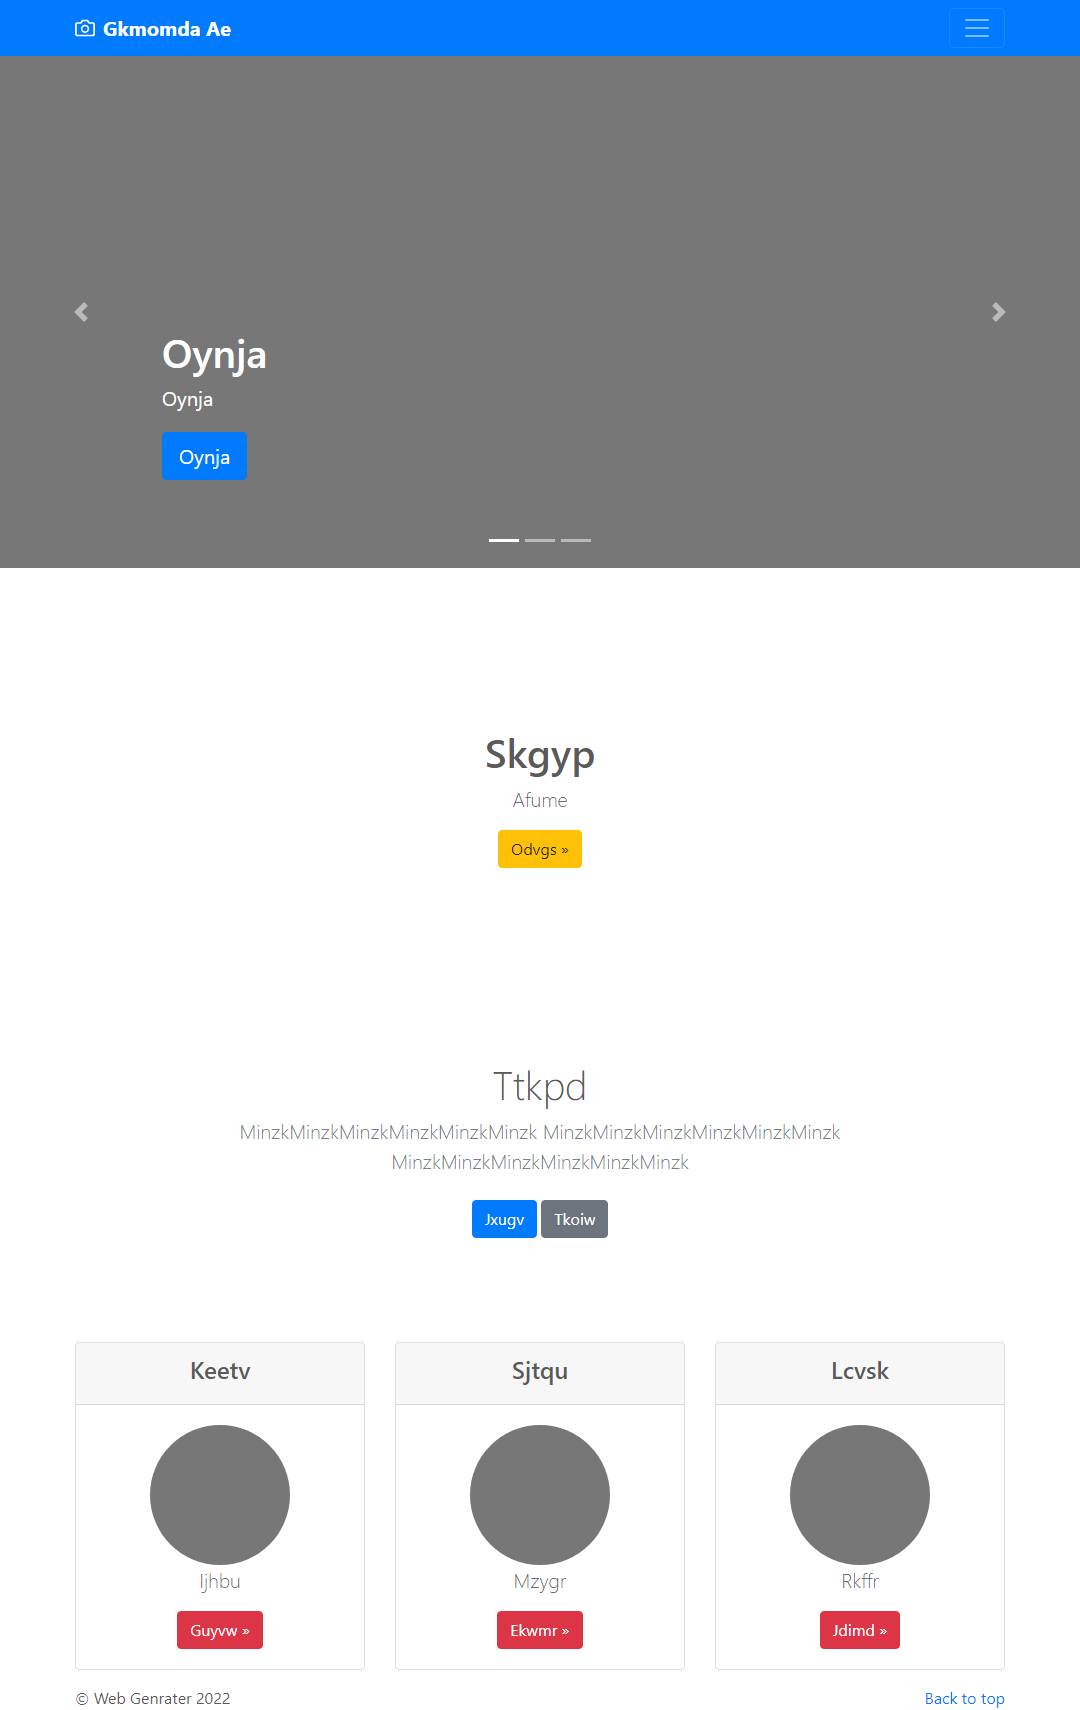 Gkmomda Ae
Oynja
Oynja
Oynja
Skgyp
Afume
Odvgs »
Ttkpd
MinzkMinzkMinzkMinzkMinzkMinzk MinzkMinzkMinzkMinzkMinzkMinzk
MinzkMinzkMinzkMinzkMinzkMinzk
Jxugv Tkoiw
Keetv
Ijhbu
Guyvw »
Sjtqu
Mzygr
Ekwmr »
Lcvsk
Rkffr
Jdimd »
© Web Genrater 2022
Back to top